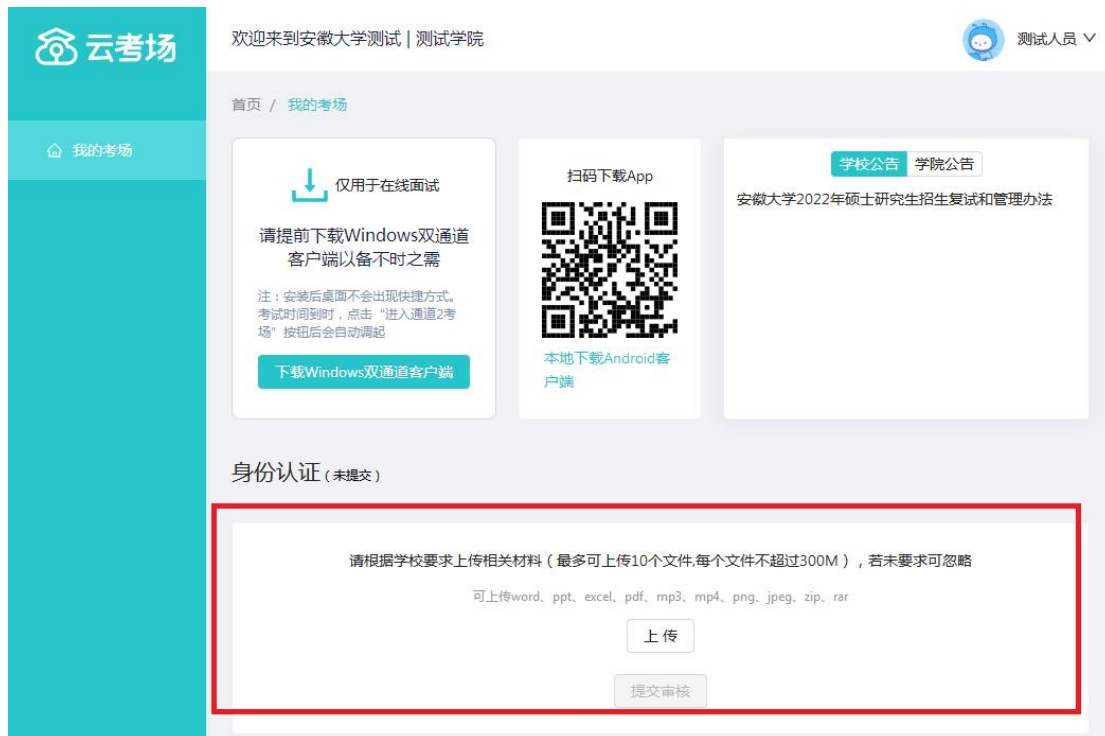 云考场
欢迎来到安徽大学测试 | 测试学院
测试人员
首页 / 我的考场
我的考场
仅用于在线面试
请提前下载Windows双通道
客户端以备不时之需
注：安装后桌面不会出现快捷方式。
考试时间到时，点击“进入通道2考
场”按钮后会自动调起
下载Windows双通道客户端
扫码下载App
本地下载Android客
户端
学校公告 学院公告
安徽大学2022年硕士研究生招生复试和管理办法
身份认证（未提交）
请根据学校要求上传相关材料（最多可上传10个文件,每个文件不超过300M），若未要求可忽略
可上传word、ppt、excel、pdf、mp3、mp4、png、jpeg、zip、rar
上 传
提交审核